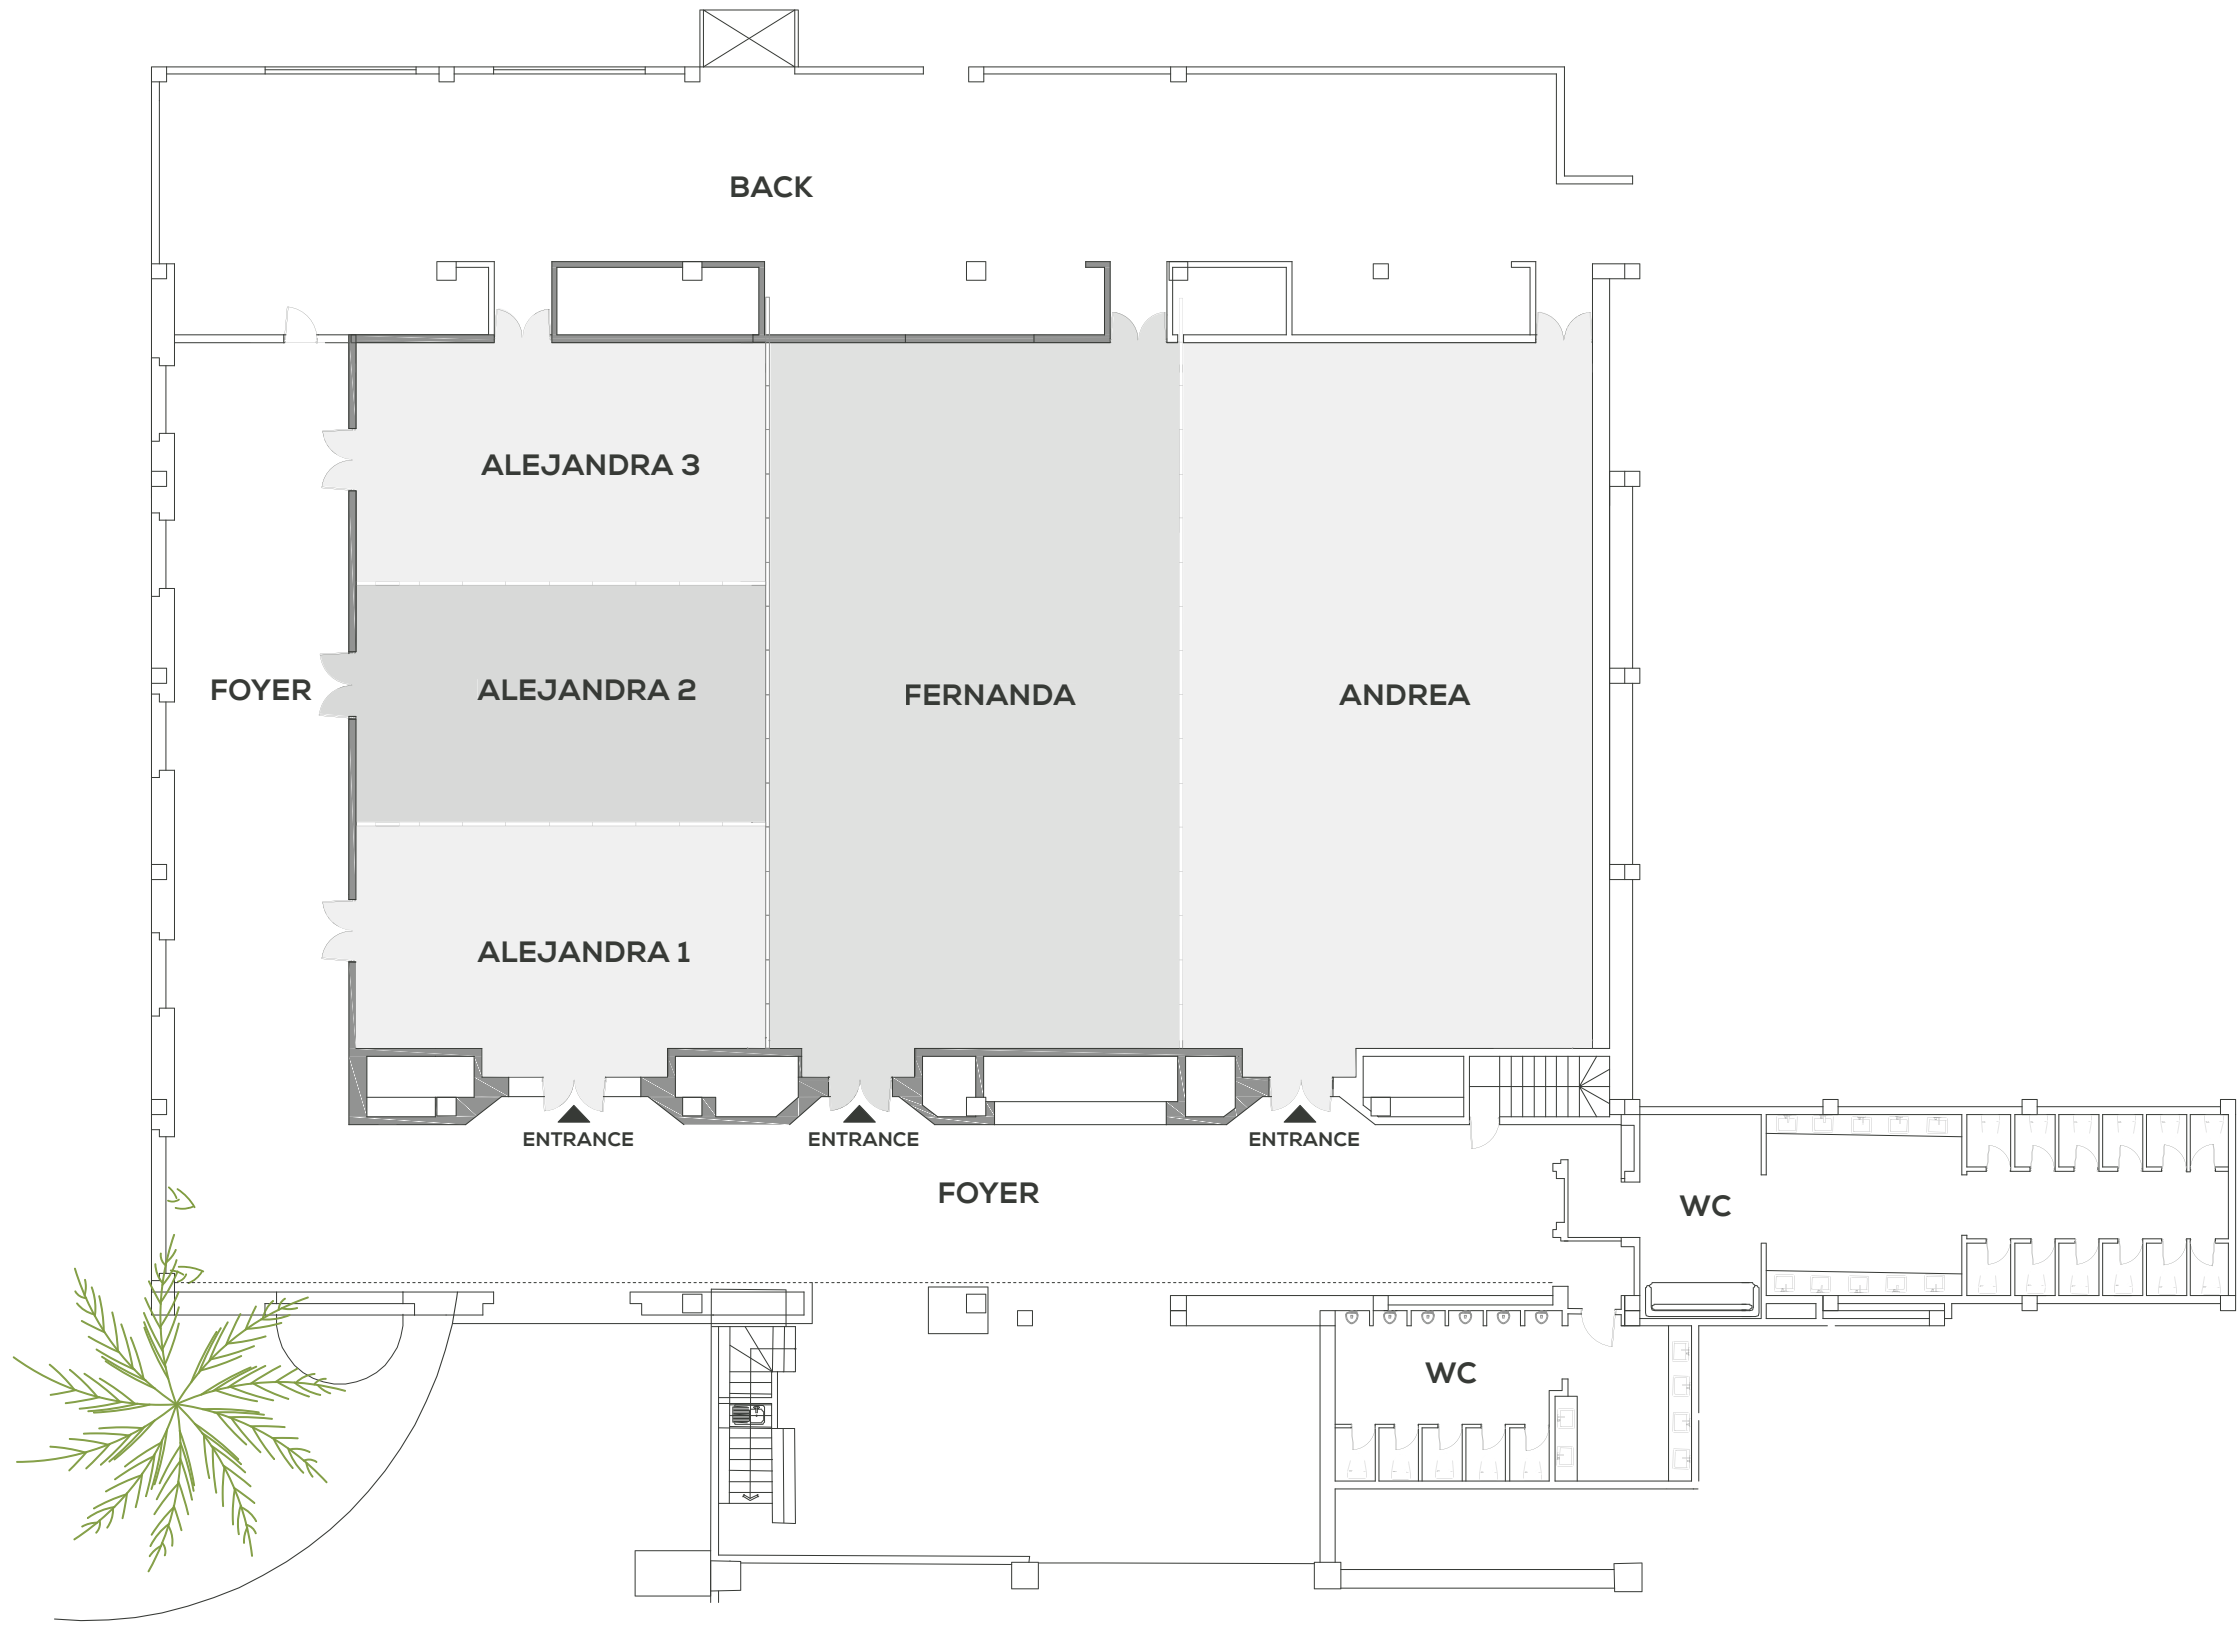 BACK
ALEJANDRA 3
FOYER
ALEJANDRA 2
FERNANDA
ANDREA
ALEJANDRA 1
ENTRANCE
ENTRANCE
ENTRANCE
FOYER
WC
WC